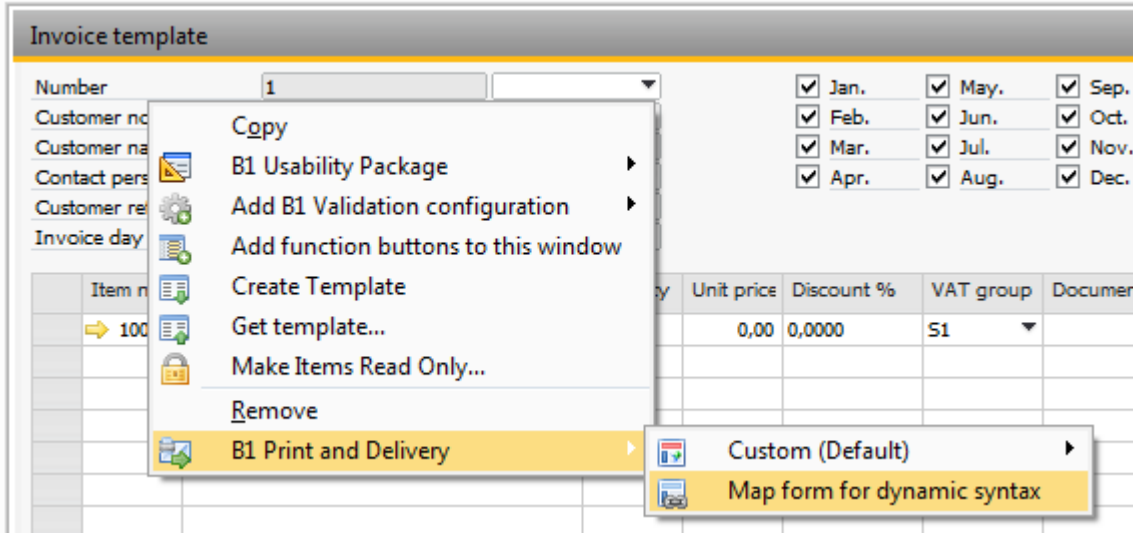 Invoice template
Number 1
Jan. May. Sep.
Customer no
Feb. Jun. Oct.
Customer na
Mar. Jul. Nov.
Contact pers
Apr. Aug. Dec.
Customer re
Invoice day
Copy
B1 Usability Package
Add B1 Validation configuration
Add function buttons to this window
Create Template
Get template...
Make Items Read Only...
Remove
B1 Print and Delivery
Custom (Default)
Map form for dynamic syntax
Item n Unit price Discount % VAT group Documen
100 0,00 0,0000 S1